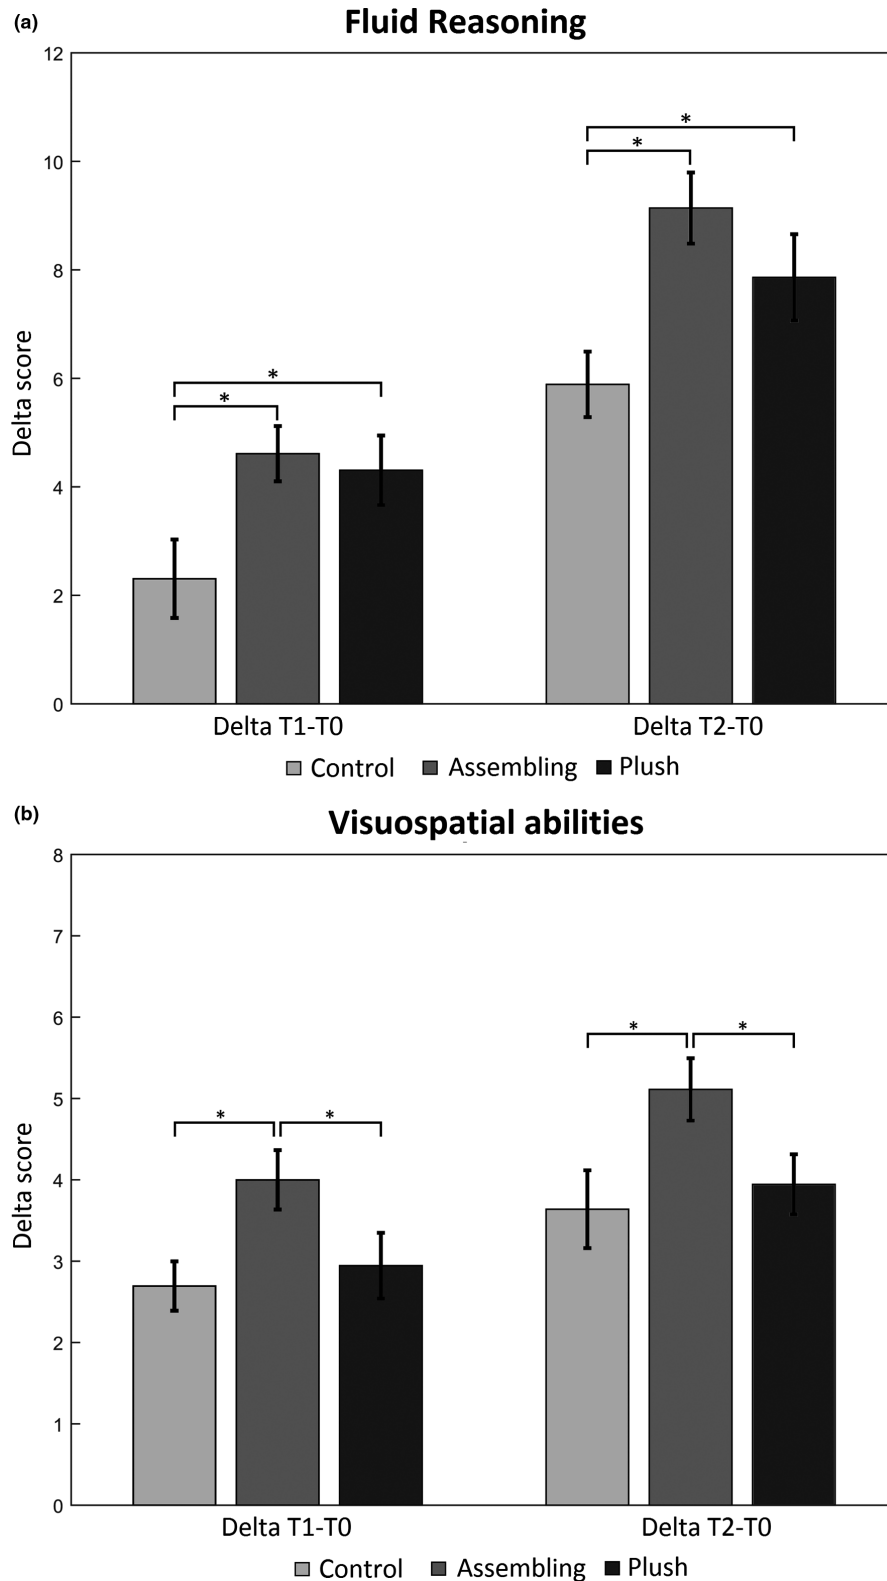 (a)
Fluid Reasoning
12
10
8
6
4
2
0
Delta score
*
*
*
*
Delta T1-T0
Delta T2-T0
Control Assembling Plush
(b)
Visuospatial abilities
8
7
6
5
4
3
2
1
0
Delta score
* *
* *
Delta T1-T0
Delta T2-T0
Control Assembling Plush